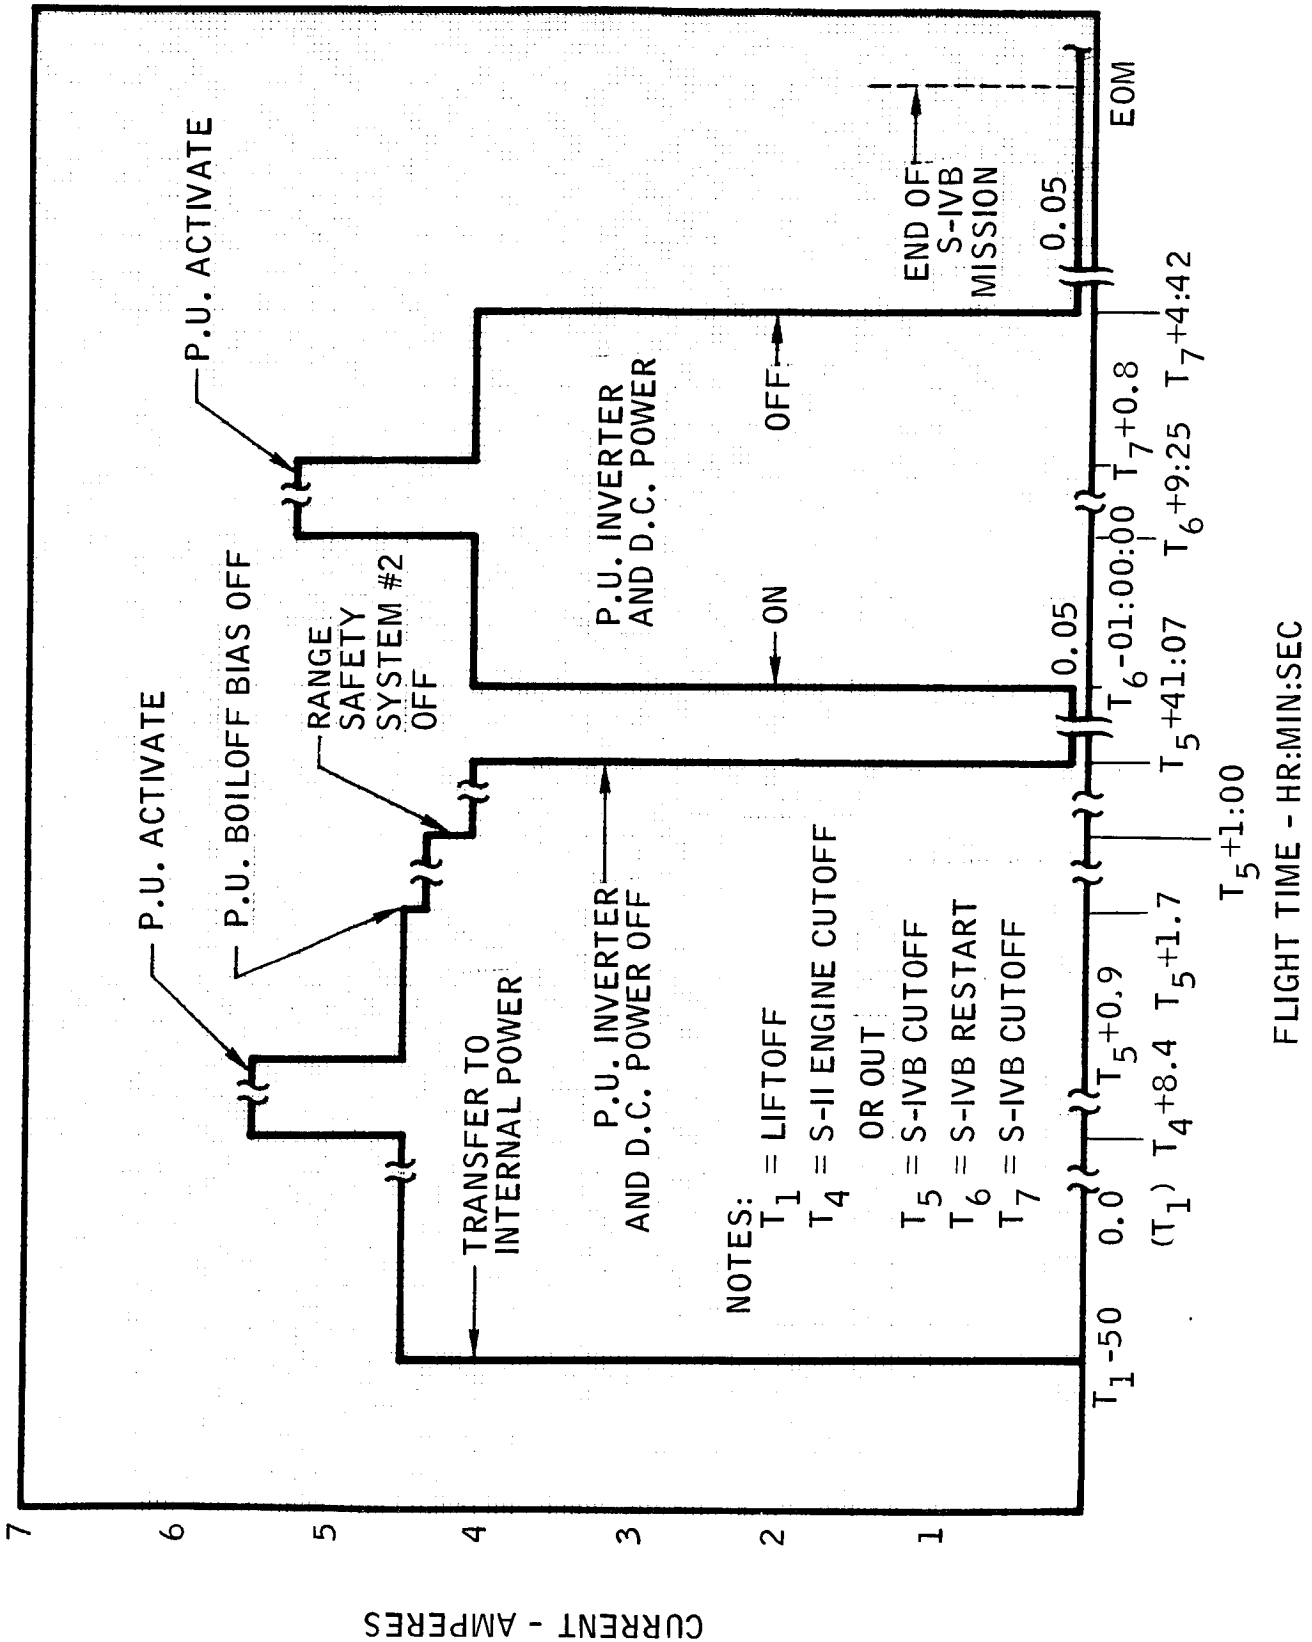 CURRENT - AMPERES
7
6
5
4
3
2
1
P.U. ACTIVATE
P.U. BOILOFF BIAS OFF
RANGE
SAFETY
SYSTEM #2
OFF
P.U. ACTIVATE
TRANSFER TO
INTERNAL POWER
P.U. INVERTER
AND D.C. POWER OFF
ON
P.U. INVERTER
AND D.C. POWER
OFF
END OF
S-IVB
MISSION
NOTES:
T1 = LIFTOFF
T4 = S-II ENGINE CUTOFF
OR OUT
T5 = S-IVB CUTOFF
T6 = S-IVB RESTART
T7 = S-IVB CUTOFF
0.05
0.05
T1-50
0.0
(T1)
T4+8.4
T5+0.9
T5+1.7
T5+1:00
T5+41:07
T6-01:00:00
T6+9:25
T7+0.8
T7+4:42
EOM
FLIGHT TIME - HR:MIN:SEC